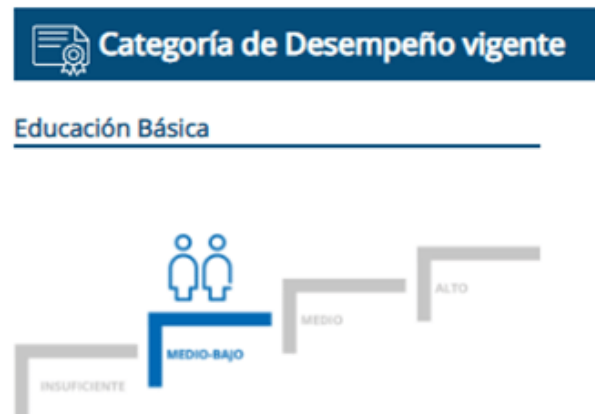 Categoría de Desempeño vigente
Educación Básica
ALTO
MEDIO
MEDIO-BAJO
INSUFICIENTE